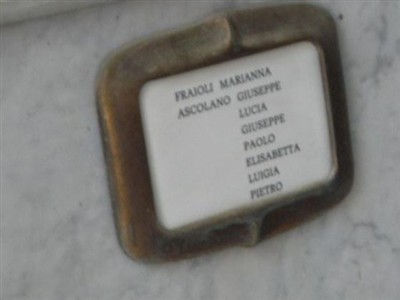 FRAIOLI MARIANNA
ASCOLANO GIUSEPPE
LUCIA
GIUSEPPE
PAOLO
ELISABETTA
LUIGIA
PIETRO